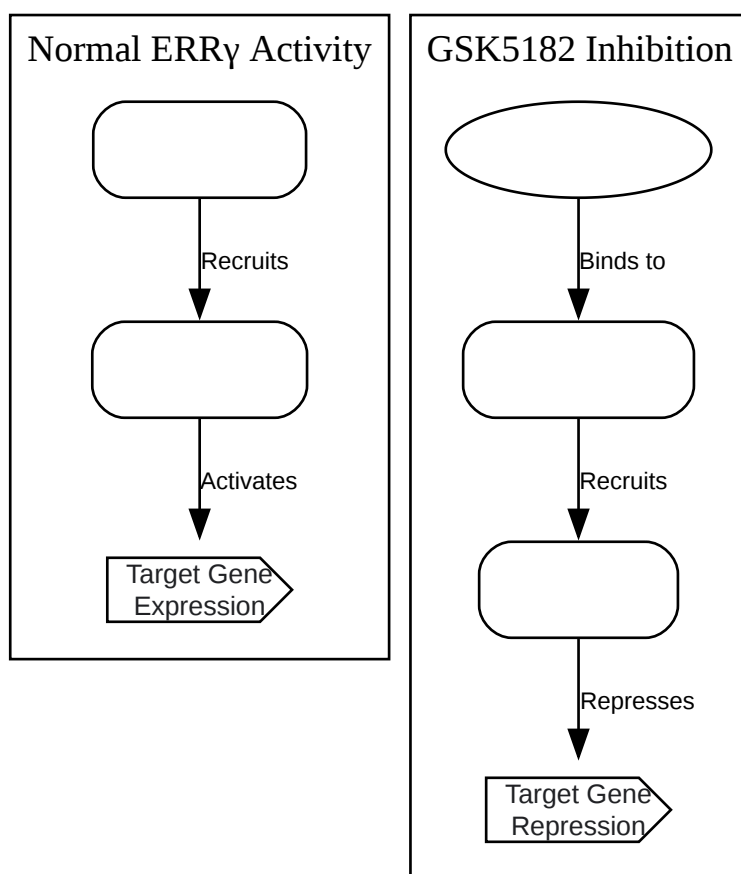 Normal ERRγ Activity
Recruits
Activates
Target Gene
Expression
GSK5182 Inhibition
Binds to
Recruits
Represses
Target Gene
Repression